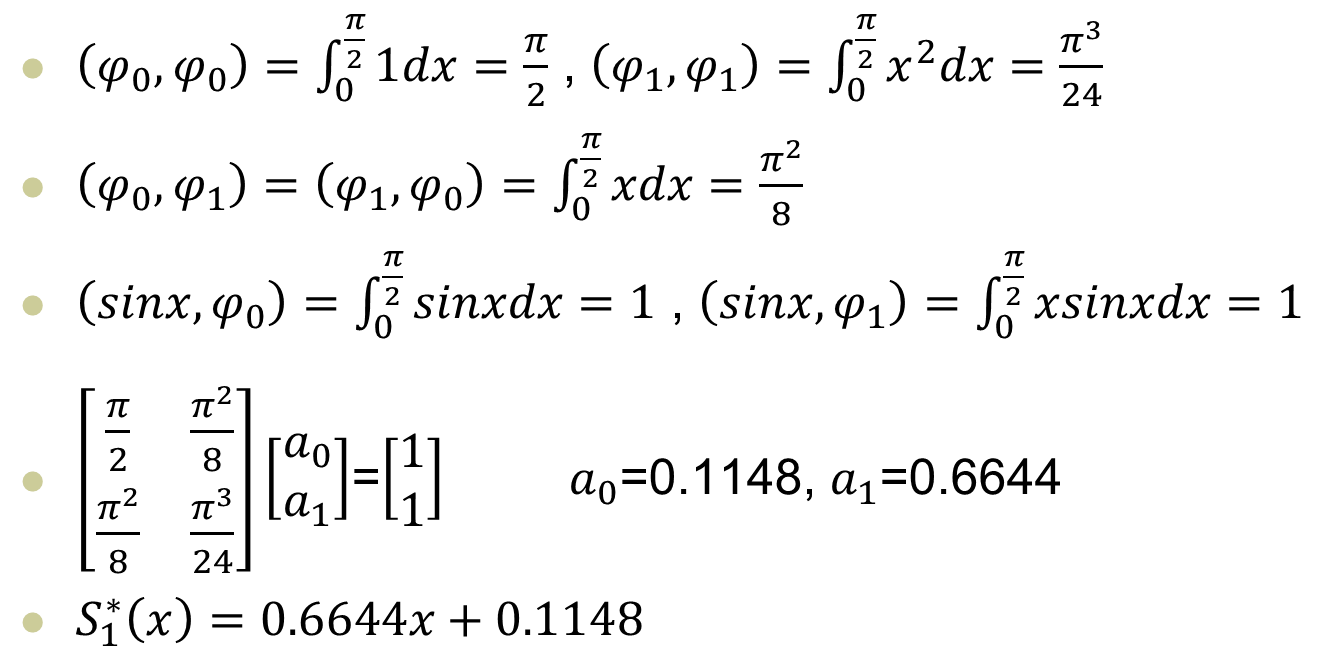 • (φ₀, φ₀) = ∫₀^(π/2) 1dx = π/2 , (φ₁, φ₁) = ∫₀^(π/2) x²dx = π³/24
• (φ₀, φ₁) = (φ₁, φ₀) = ∫₀^(π/2) xdx = π²/8
• (sinx, φ₀) = ∫₀^(π/2) sinxdx = 1 , (sinx, φ₁) = ∫₀^(π/2) xsinxdx = 1
• [π/2 π²/8; π²/8 π³/24] [a₀; a₁]=[1; 1] a₀=0.1148, a₁=0.6644
• S₁*(x) = 0.6644x + 0.1148